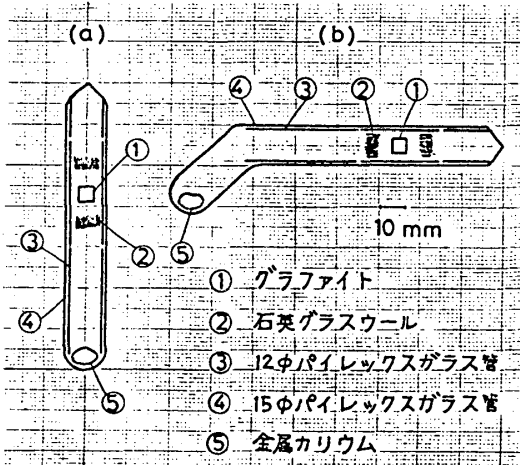 (a) (b)
④ ③ ② ①
①
②
③
④
⑤
⑤
10 mm
① グラファイト
② 石英グラスウール
③ 12φパイレックスガラス管
④ 15φパイレックスガラス管
⑤ 金属カリウム